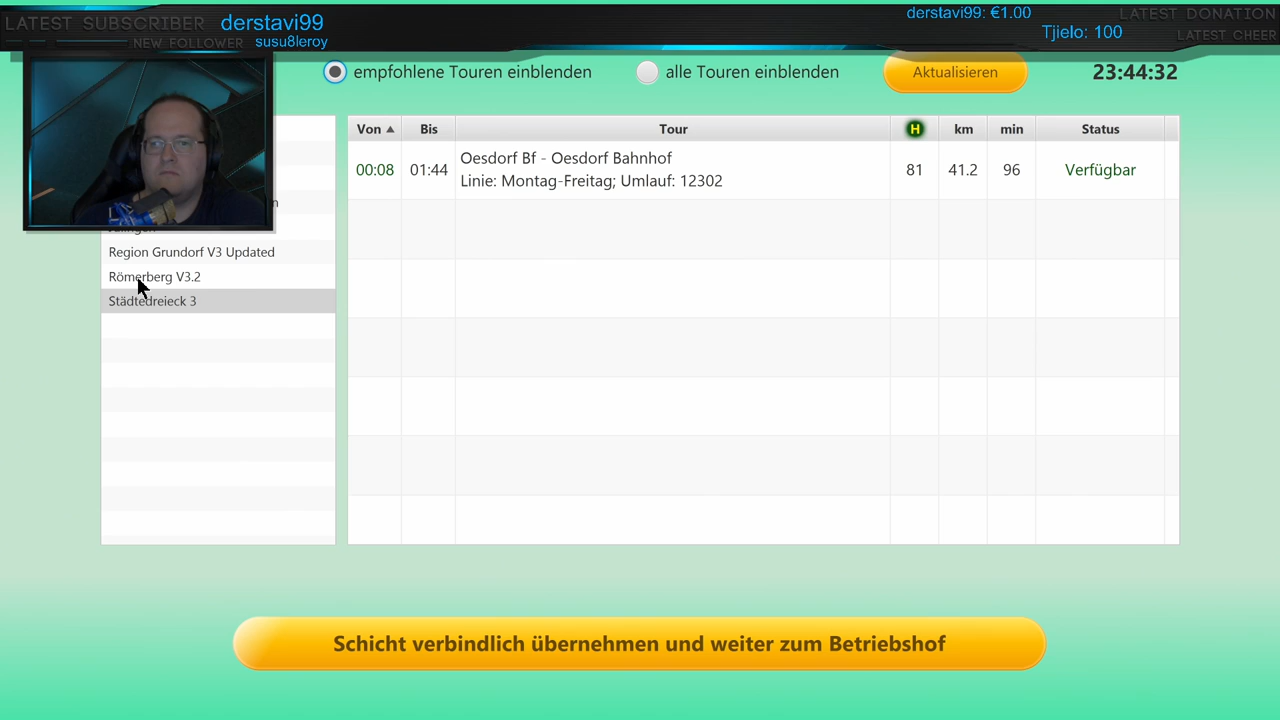 LATEST SUBSCRIBER derstavi99
NEW FOLLOWER susu8leroy
derstavi99: €1.00 LATEST DONATION
Tjielo: 100 LATEST CHEER
empfohlene Touren einblenden
alle Touren einblenden
Aktualisieren
23:44:32
Region Grundorf V3 Updated
Römerberg V3.2
Städtedreieck 3
Von Bis Tour H km min Status
00:08 01:44 Oesdorf Bf - Oesdorf Bahnhof 81 41.2 96 Verfügbar
Linie: Montag-Freitag; Umlauf: 12302
Schicht verbindlich übernehmen und weiter zum Betriebshof